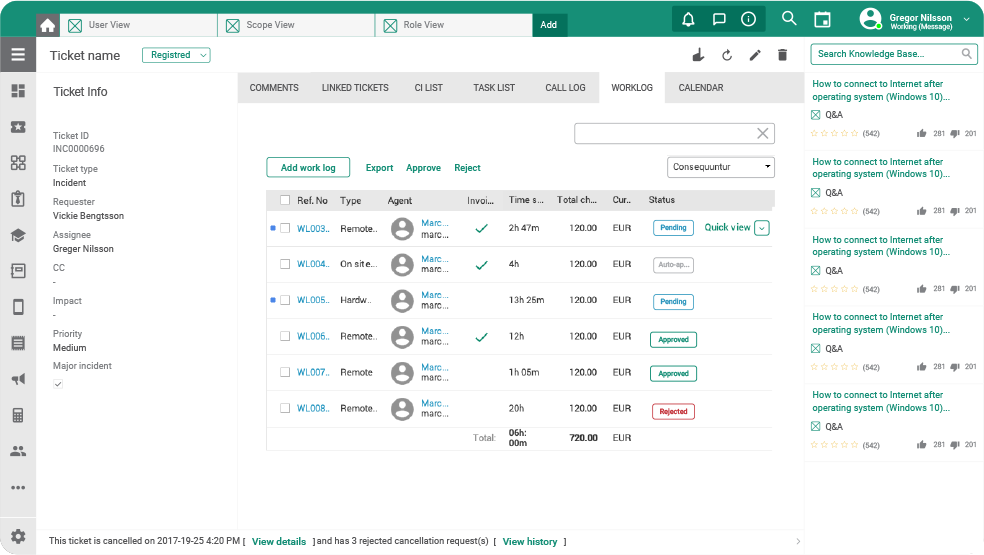 User View
Scope View
Role View
Add
Gregor Nilsson
Working (Message)
Ticket name
Registred
Search Knowledge Base...
Ticket Info
COMMENTS LINKED TICKETS CI LIST TASK LIST CALL LOG WORKLOG CALENDAR
Ticket ID
INC0000696
Ticket type
Incident
Requester
Vickie Bengtsson
Assignee
Greger Nilsson
CC
-
Impact
-
Priority
Medium
Major incident
Add work log Export Approve Reject Consequuntur
Ref. No Type Agent Invoi... Time s... Total ch... Cur.. Status
WL003.. Remote.. Marc... marc... 2h 47m 120.00 EUR Pending Quick view
WL004.. On site... Marc... marc... 4h 120.00 EUR Auto-ap...
WL005.. Hardw.. Marc... marc... 13h 25m 120.00 EUR Pending
WL006.. Remote.. Marc... marc... 12h 120.00 EUR Approved
WL007.. Remote Marc... marc... 1h 05m 120.00 EUR Approved
WL008.. Remote.. Marc... marc... 20h 120.00 EUR Rejected
Total: 06h: 00m 720.00 EUR
How to connect to Internet after
operating system (Windows 10)...
Q&A
(542) 281 201
How to connect to Internet after
operating system (Windows 10)...
Q&A
(542) 281 201
How to connect to Internet after
operating system (Windows 10)...
Q&A
(542) 281 201
How to connect to Internet after
operating system (Windows 10)...
Q&A
(542) 281 201
How to connect to Internet after
operating system (Windows 10)...
Q&A
(542) 281 201
This ticket is cancelled on 2017-19-25 4:20 PM [ View details ]and has 3 rejected cancellation request(s) [ View history ]